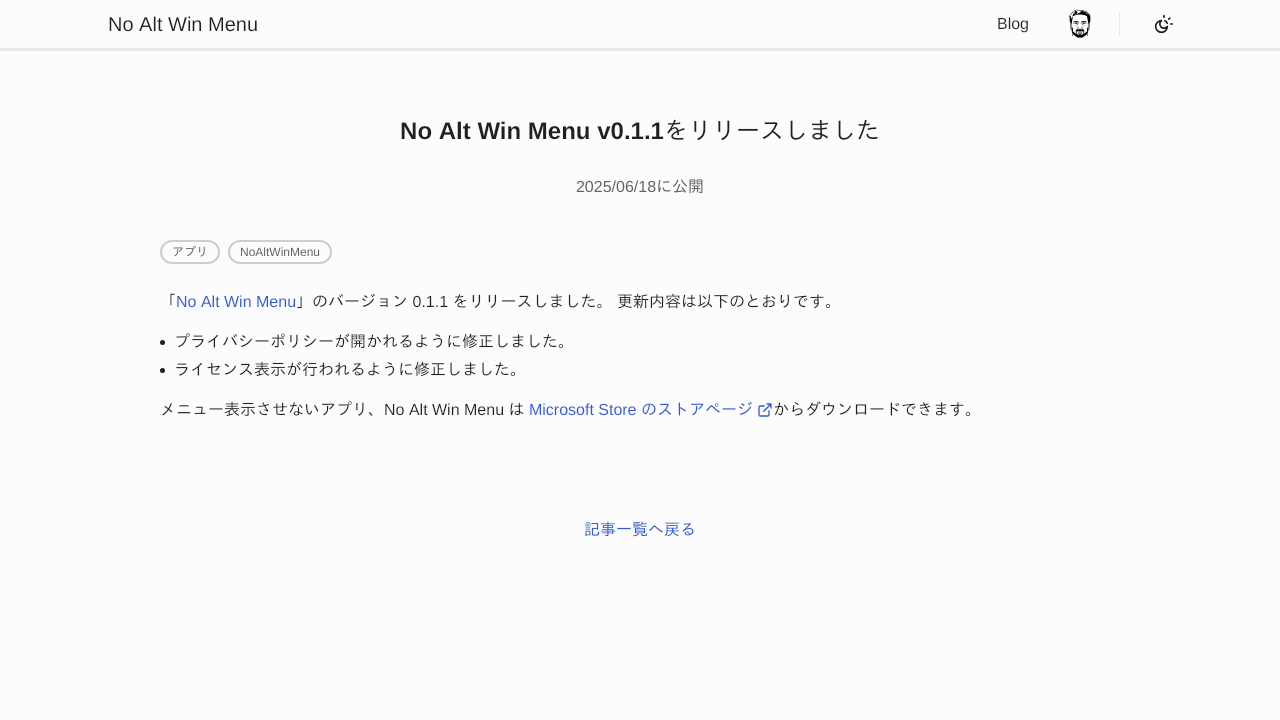 No Alt Win Menu
Blog
No Alt Win Menu v0.1.1をリリースしました
2025/06/18に公開
アプリ
NoAltWinMenu
「No Alt Win Menu」のバージョン 0.1.1 をリリースしました。 更新内容は以下のとおりです。
プライバシーポリシーが開かれるように修正しました。
ライセンス表示が行われるように修正しました。
メニュー表示させないアプリ、No Alt Win Menu は Microsoft Store のストアページ からダウンロードできます。
記事一覧へ戻る